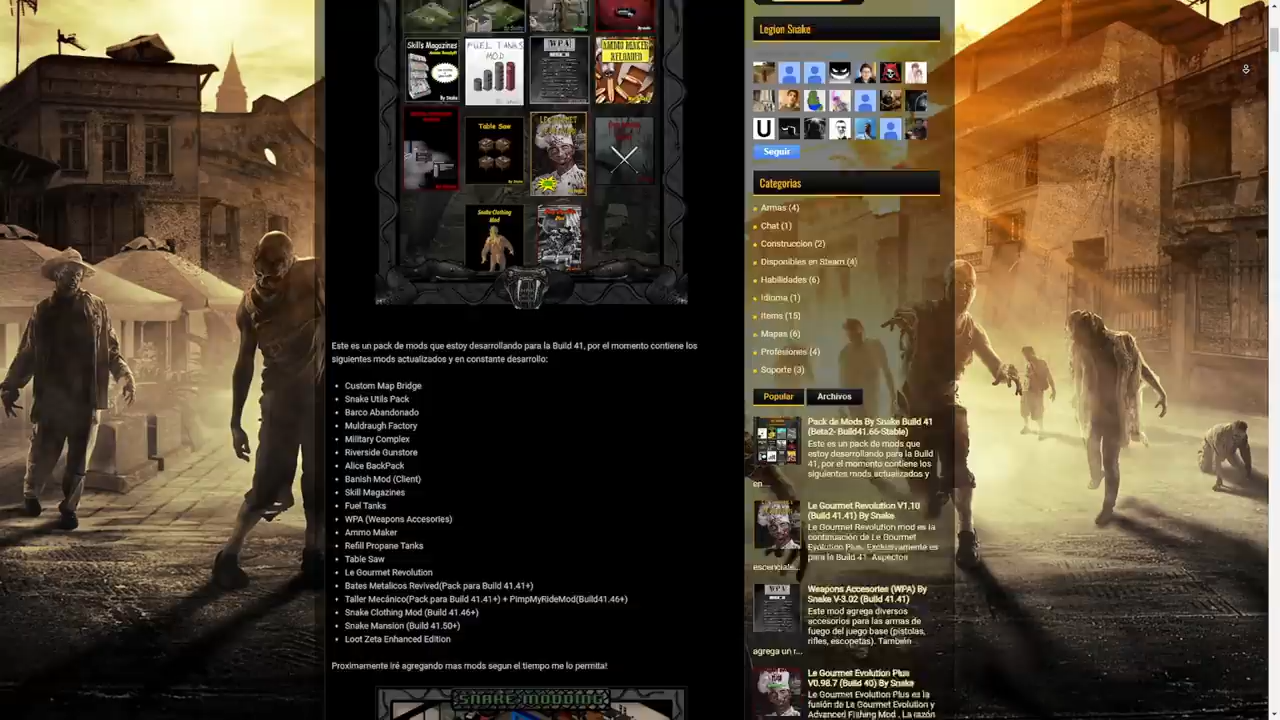 Skills Magazines
By Snake
FUEL TANKS
MOD
WPA
AMMO MAKER
RELOADED
Table Saw
Snake Clothing
Mod
Este es un pack de mods que estoy desarrollando para la Build 41, por el momento contiene los
siguientes mods actualizados y en constante desarrollo:
Custom Map Bridge
Snake Utils Pack
Barco Abandonado
Muldraugh Factory
Military Complex
Riverside Gunstore
Alice BackPack
Banish Mod (Client)
Skill Magazines
Fuel Tanks
WPA (Weapons Accesories)
Ammo Maker
Refill Propane Tanks
Table Saw
Le Gourmet Revolution
Bates Metalicos Revived(Pack para Build 41.41+)
Taller Mecánico(Pack para Build 41.41+) + PimpMyRideMod(Build41.46+)
Snake Clothing Mod (Build 41.46+)
Snake Mansion (Build 41.50+)
Loot Zeta Enhanced Edition
Proximamente iré agregando mas mods segun el tiempo me lo permita!
SNAKE MODDING
Legion Snake
U
Seguir
Categorias
Armas (4)
Chat (1)
Construccion (2)
Disponibles en Steam (4)
Habilidades (6)
Idioma (1)
Items (15)
Mapas (6)
Profesiones (4)
Soporte (3)
Popular
Archivos
Pack de Mods By Snake Build 41
(Beta2- Build41.66-Stable)
Este es un pack de mods que
estoy desarrollando para la Build
41, por el momento contiene los
siguientes mods actualizados y
en...
Le Gourmet Revolution V1.10
(Build 41.41) By Snake
Le Gourmet Revolution mod es la
continuación de Le Gourmet
Evolution Plus. Exclusivamente es
para la Build 41. Aspectos
escenciale...
Weapons Accesories (WPA) By
Snake V-3.02 (Build 41.41)
Este mod agrega diversos
accesorios para las armas de
fuego del juego base (pistolas,
rifles, escopetas). También
agrega un r...
Le Gourmet Evolution Plus
V0.98.7 (Build 40) By Snake
Le Gourmet Evolution Plus es la
fusión de Le Gourmet Evolution y
Advanced Fishing Mod . La razón